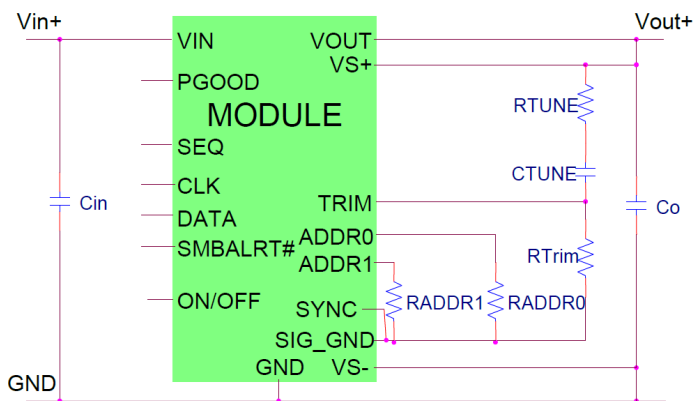 Vin+
Vout+
VIN
VOUT
VS+
PGOOD
RTUNE
MODULE
SEQ
CTUNE
CLK
Cin
TRIM
Co
DATA
ADDR0
SMBALRT#
RTrim
ADDR1
ON/OFF
RADDR1
RADDR0
SYNC
SIG_GND
GND
VS-
GND